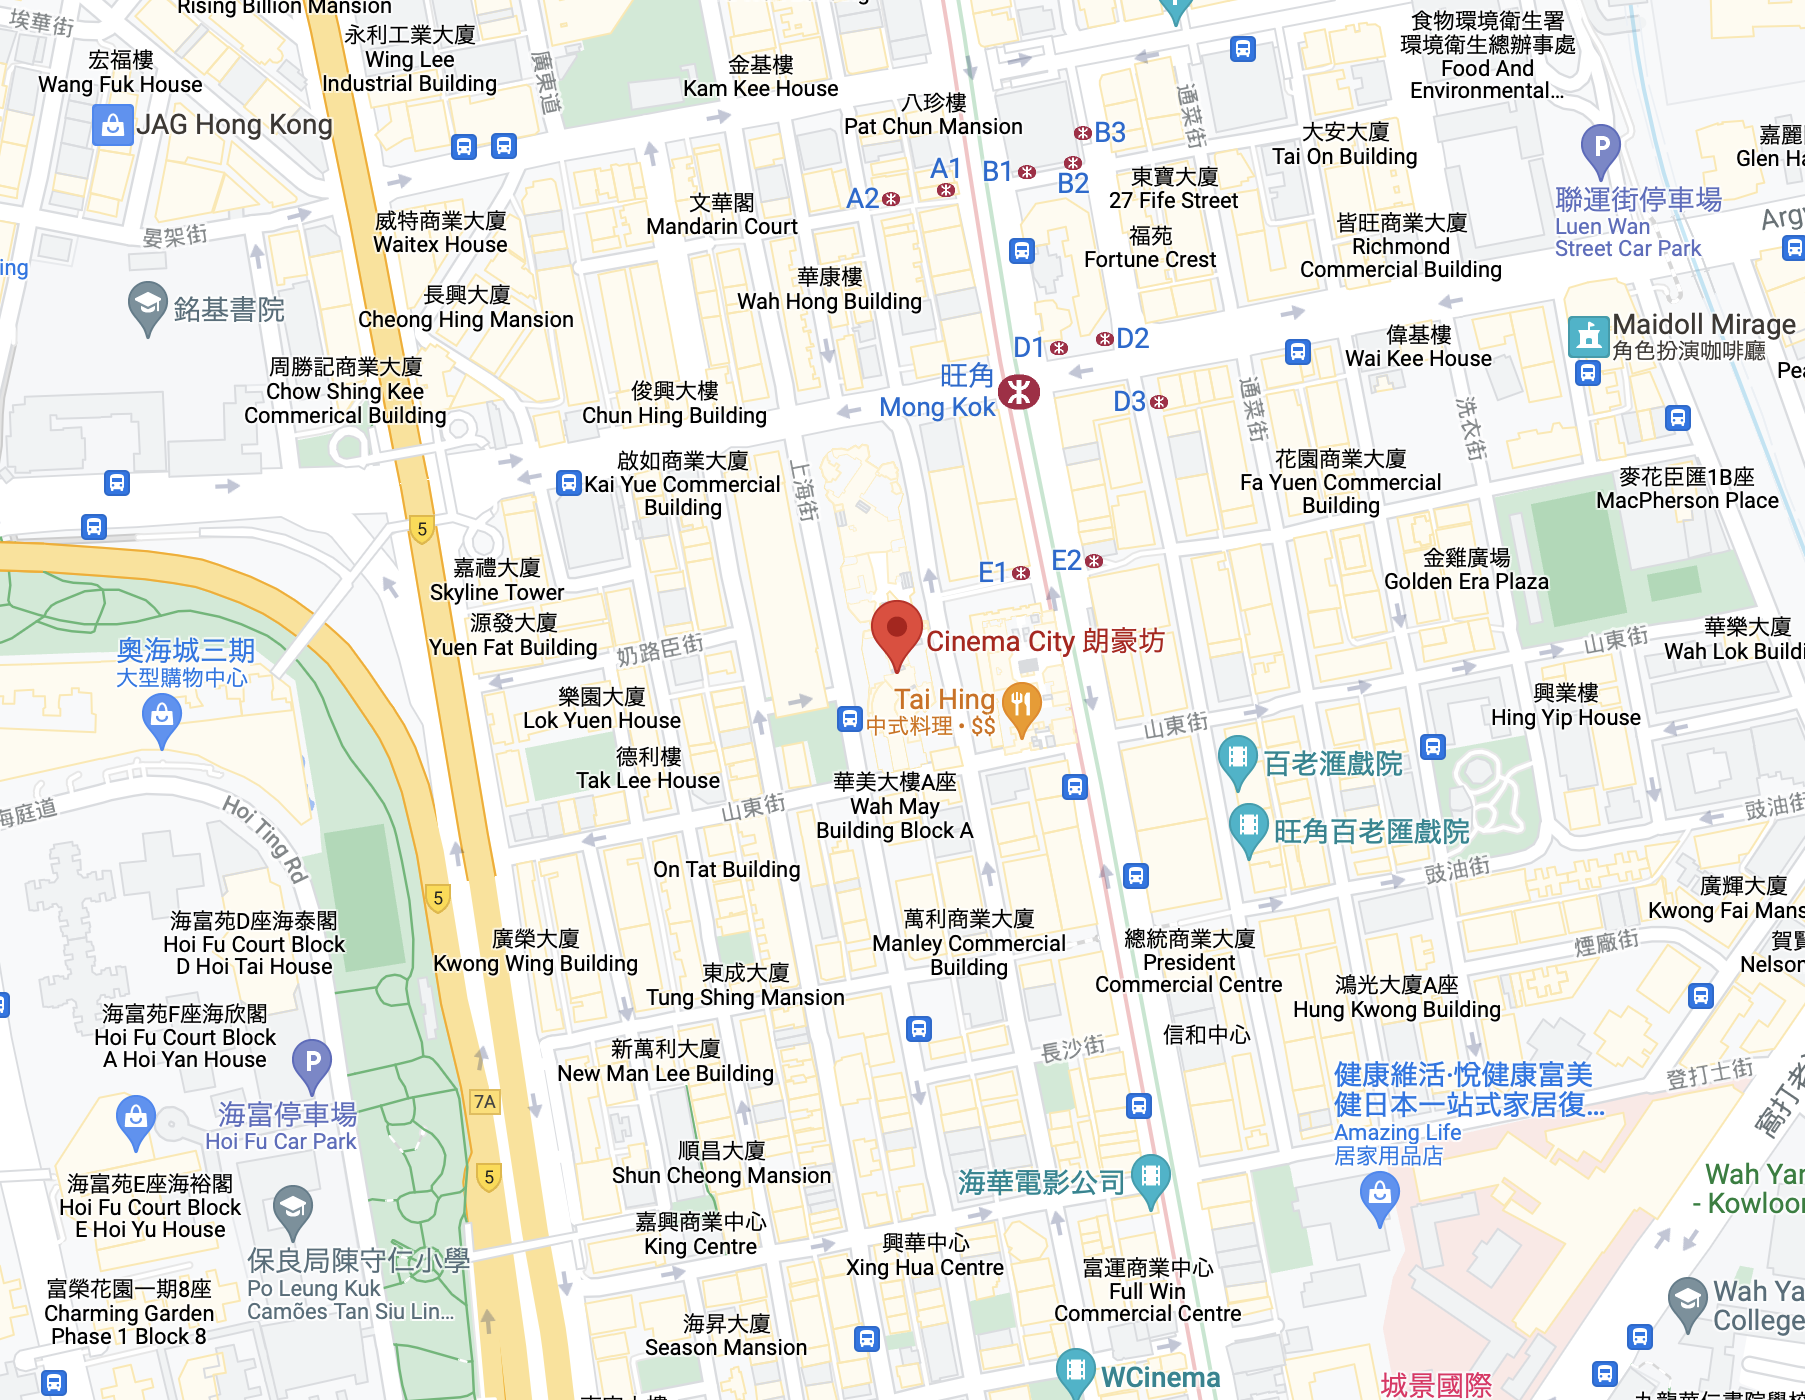 Rising Billion Mansion
埃華街
永利工業大廈
Wing Lee
Industrial Building
宏福樓
Wang Fuk House
JAG Hong Kong
廣東道
金基樓
Kam Kee House
八珍樓
Pat Chun Mansion
通菜街
食物環境衛生署
環境衛生總辦事處
Food And
Environmental...
大安大廈
Tai On Building
嘉麗
Glen Ha
B3
B1
B2
A1
A2
東寶大廈
27 Fife Street
福苑
Fortune Crest
P
聯運街停車場
Luen Wan
Street Car Park
皆旺商業大廈
Richmond
Commercial Building
文華閣
Mandarin Court
威特商業大廈
Waitex House
晏架街
ing
銘基書院
長興大廈
Cheong Hing Mansion
華康樓
Wah Hong Building
D1
D2
D3
旺角
Mong Kok
偉基樓
Wai Kee House
Maidoll Mirage
角色扮演咖啡廳
Pea
周勝記商業大廈
Chow Shing Kee
Commerical Building
俊興大樓
Chun Hing Building
通菜街
洗衣街
啟如商業大廈
Kai Yue Commercial
Building
上海街
花園商業大廈
Fa Yuen Commercial
Building
麥花臣匯1B座
MacPherson Place
5
嘉禮大廈
Skyline Tower
源發大廈
Yuen Fat Building
E1
E2
金雞廣場
Golden Era Plaza
奶路臣街
Cinema City 朗豪坊
山東街
華樂大廈
Wah Lok Buildi
奧海城三期
大型購物中心
樂園大廈
Lok Yuen House
Tai Hing
中式料理 • $$
山東街
興業樓
Hing Yip House
德利樓
Tak Lee House
百老滙戲院
山東街
華美大樓A座
Wah May
Building Block A
旺角百老匯戲院
豉油街
海庭道
Hoi Ting Rd
On Tat Building
豉油街
5
廣輝大廈
Kwong Fai Mans
海富苑D座海泰閣
Hoi Fu Court Block
D Hoi Tai House
廣榮大廈
Kwong Wing Building
萬利商業大廈
Manley Commercial
Building
總統商業大廈
President
Commercial Centre
煙廠街
賀賢
Nelson
東成大廈
Tung Shing Mansion
鴻光大廈A座
Hung Kwong Building
海富苑F座海欣閣
Hoi Fu Court Block
A Hoi Yan House
新萬利大廈
New Man Lee Building
長沙街
信和中心
P
海富停車場
Hoi Fu Car Park
7A
健康維活·悅健康富美
健日本一站式家居復...
Amazing Life
居家用品店
登打士街
窩打老
順昌大廈
Shun Cheong Mansion
5
海華電影公司
Wah Yan
- Kowloon
海富苑E座海裕閣
Hoi Fu Court Block
E Hoi Yu House
嘉興商業中心
King Centre
興華中心
Xing Hua Centre
保良局陳守仁小學
Po Leung Kuk
Camões Tan Siu Lin...
富榮花園一期8座
Charming Garden
Phase 1 Block 8
富運商業中心
Full Win
Commercial Centre
Wah Ya
College
海昇大廈
Season Mansion
WCinema
城景國際